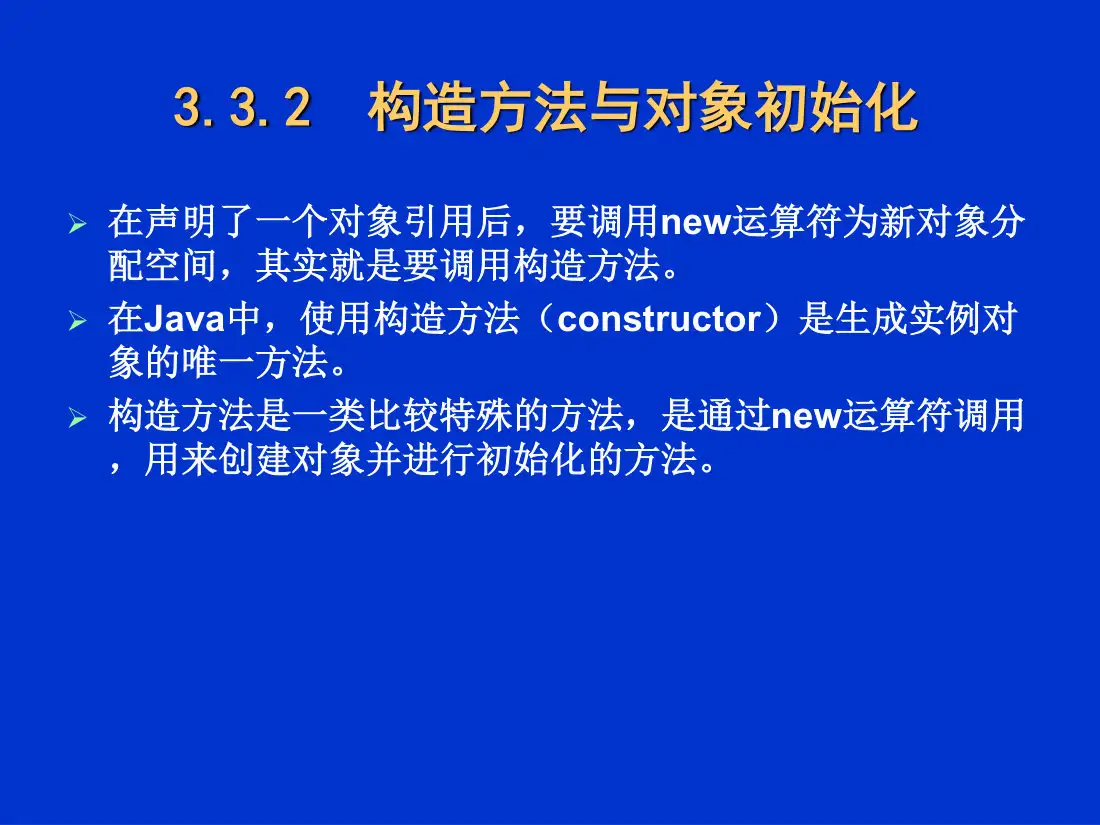 3.3.2 构造方法与对象初始化
在声明了一个对象引用后，要调用new运算符为新对象分
配空间，其实就是要调用构造方法。
在Java中，使用构造方法（constructor）是生成实例对
象的唯一方法。
构造方法是一类比较特殊的方法，是通过new运算符调用
，用来创建对象并进行初始化的方法。